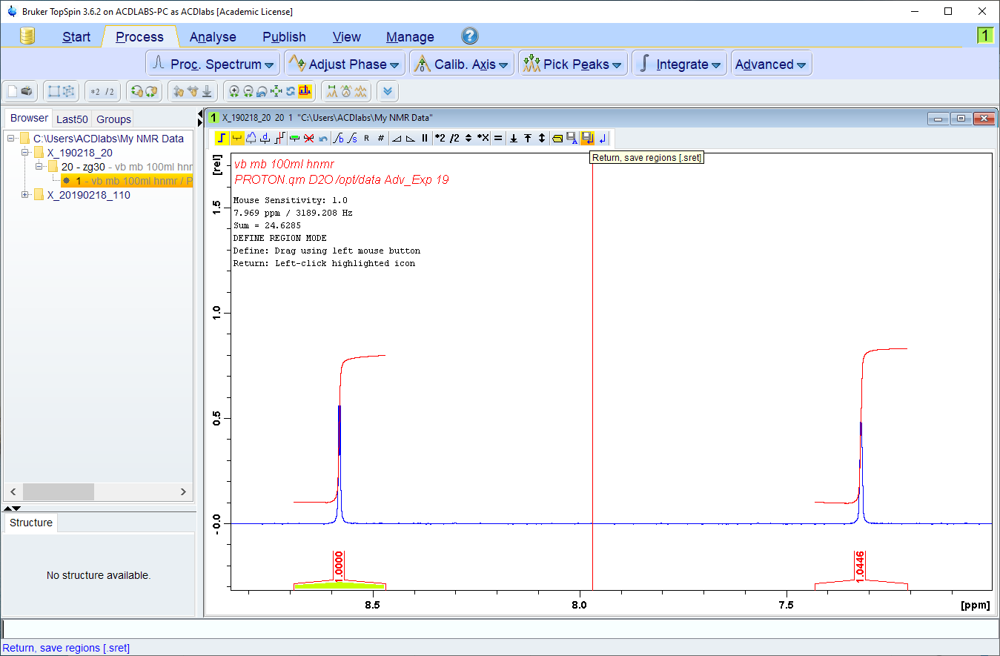 Bruker TopSpin 3.6.2 on ACDLABS-PC as ACDlabs [Academic License]
Start Process Analyse Publish View Manage ? 1
Proc. Spectrum Adjust Phase Calib. Axis Pick Peaks Integrate Advanced
*2 /2
Browser Last50 Groups
C:\Users\ACDlabs\My NMR Data
X_190218_20
20 - zg30 - vb mb 100ml hnmr
1 - vb mb 100ml hnmr / P
X_20190218_110
Structure
No structure available.
1 X_190218_20 20 1 "C:\Users\ACDlabs\My NMR Data"
R # *2 /2 *X =
Return, save regions [.sret]
[rel]
vb mb 100ml hnmr
PROTON.qm D2O /opt/data Adv_Exp 19
Mouse Sensitivity: 1.0
7.969 ppm / 3189.208 Hz
Sum = 24.6285
DEFINE REGION MODE
Define: Drag using left mouse button
Return: Left-click highlighted icon
1.5
1.0
0.5
-0.0
1.0000
1.0446
8.5 8.0 7.5 [ppm]
Return, save regions [.sret]